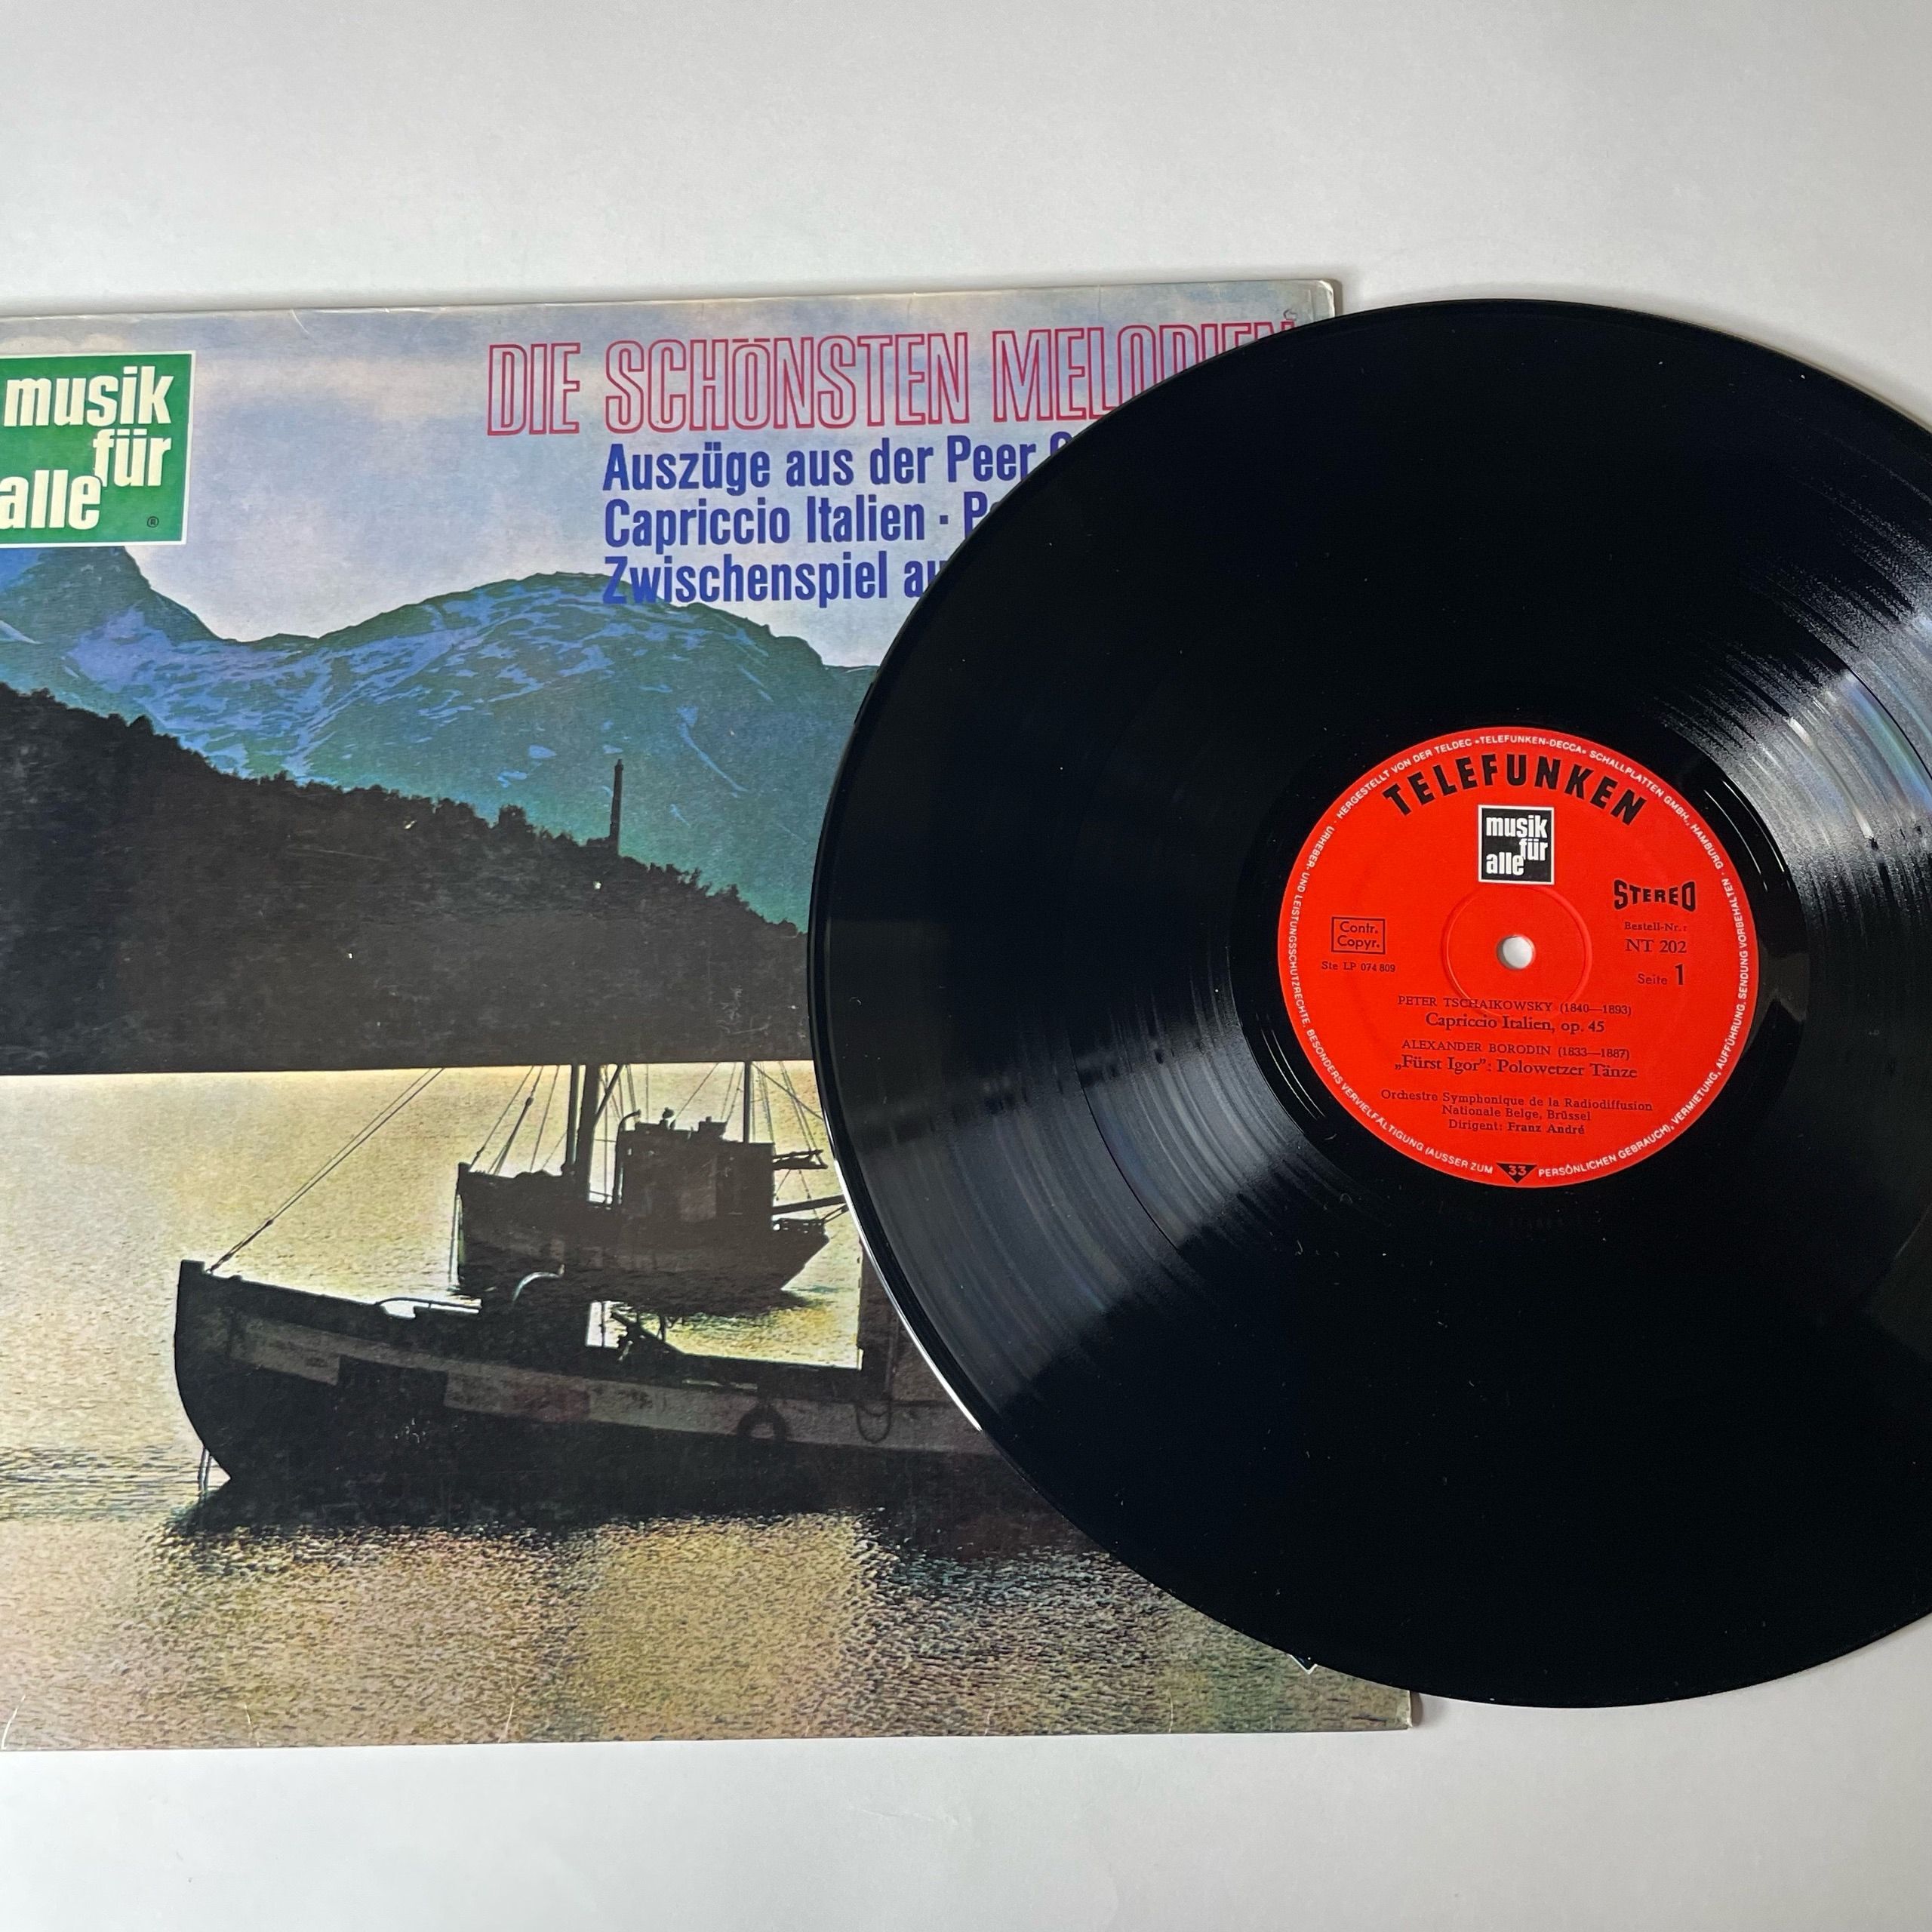 musik
für
alle
®
DIE SCHÖNSTEN MELODIEN
Auszüge aus der Peer
Capriccio Italien ·
Zwischenspiel
HERGESTELLT VON DER TELDEC »TELEFUNKEN-DECCA« SCHALLPLATTEN GMBH., HAMBURG · URHEBER- UND LEISTUNGSSCHUTZRECHTE, BESONDERS VERVIELFÄLTIGUNG (AUSSER ZUM PERSÖNLICHEN GEBRAUCH), VERMIETUNG, AUFFÜHRUNG, SENDUNG VORBEHALTEN ·
TELEFUNKEN
musik
für
alle
STEREO
Contr.
Copyr.
Ste LP 074 809
Bestell-Nr.:
NT 202
Seite 1
PETER TSCHAIKOWSKY (1840—1893)
Capriccio Italien, op. 45
ALEXANDER BORODIN (1833—1887)
„Fürst Igor”: Polowetzer Tänze
Orchestre Symphonique de la Radiodiffusion
Nationale Belge, Brüssel
Dirigent: Franz André
33